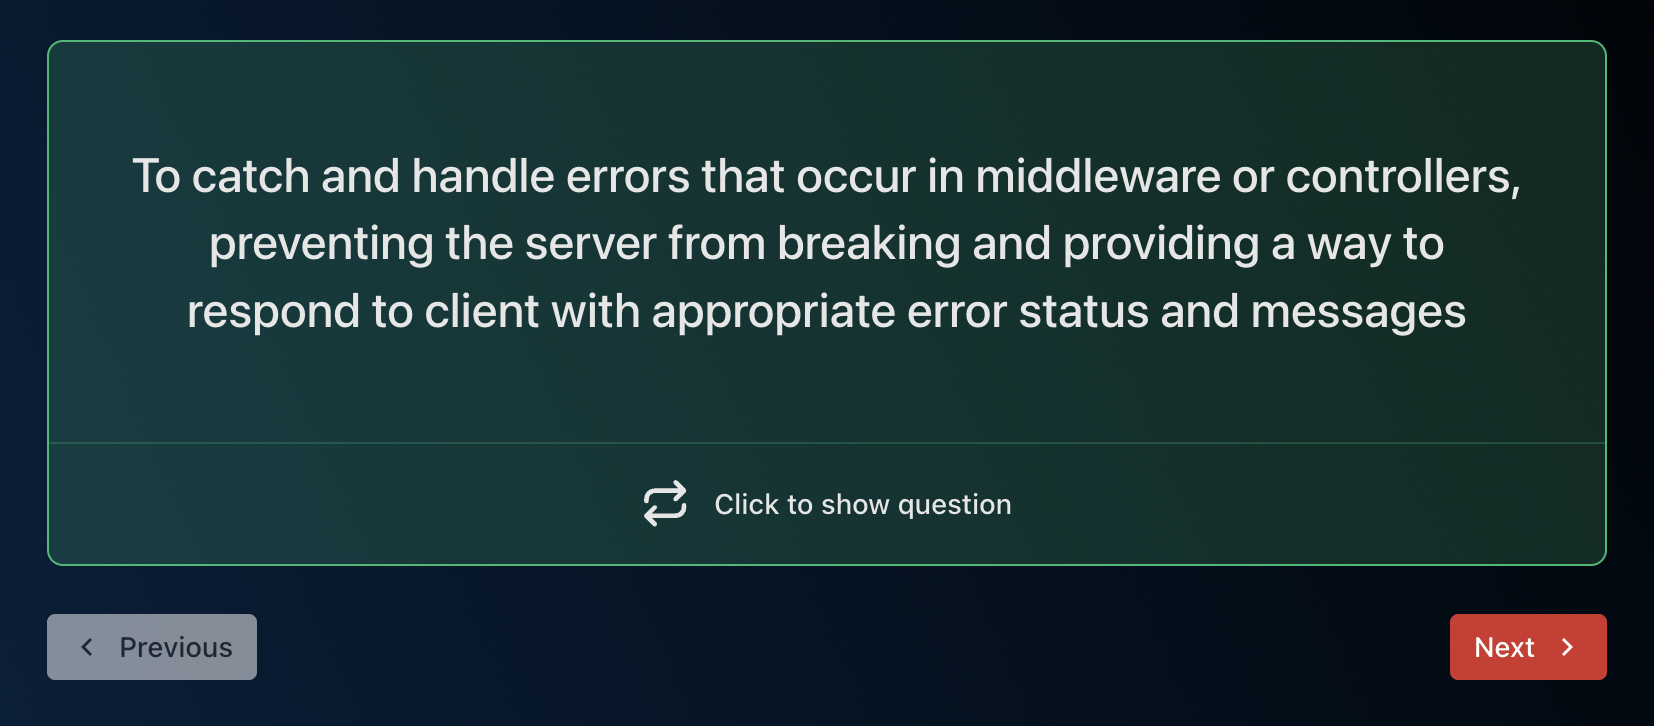 To catch and handle errors that occur in middleware or controllers,
preventing the server from breaking and providing a way to
respond to client with appropriate error status and messages
Click to show question
Previous
Next